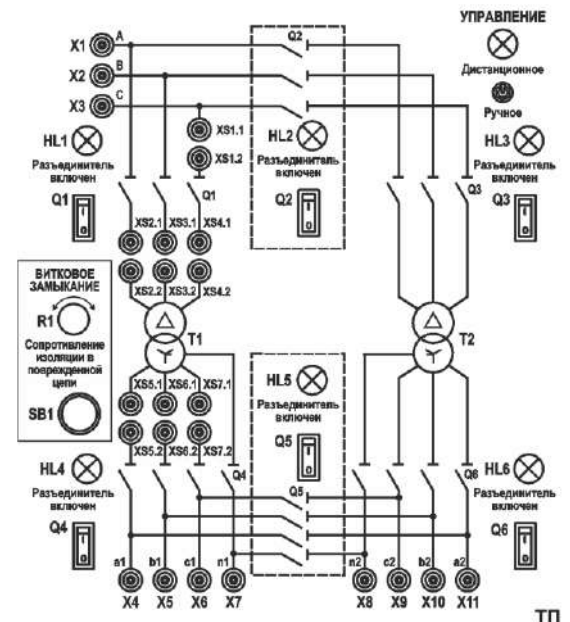 УПРАВЛЕНИЕ
Дистанционное
Ручное
X1 A
X2 B
X3 C
Q2
XS1.1
XS1.2
HL1
Разъединитель
включен
Q1
Q1
HL2
Разъединитель
включен
Q2
HL3
Разъединитель
включен
Q3
Q3
XS2.1 XS3.1 XS4.1
XS2.2 XS3.2 XS4.2
ВИТКОВОЕ
ЗАМЫКАНИЕ
R1
Сопротивление
изоляции в
поврежденной
цепи
SB1
T1
T2
XS5.1 XS6.1 XS7.1
XS5.2 XS6.2 XS7.2
HL5
Разъединитель
включен
Q5
Q5
HL4
Разъединитель
включен
Q4
Q4
HL6
Разъединитель
включен
Q6
Q6
a1 b1 c1 n1 n2 c2 b2 a2
X4 X5 X6 X7 X8 X9 X10 X11
ТП